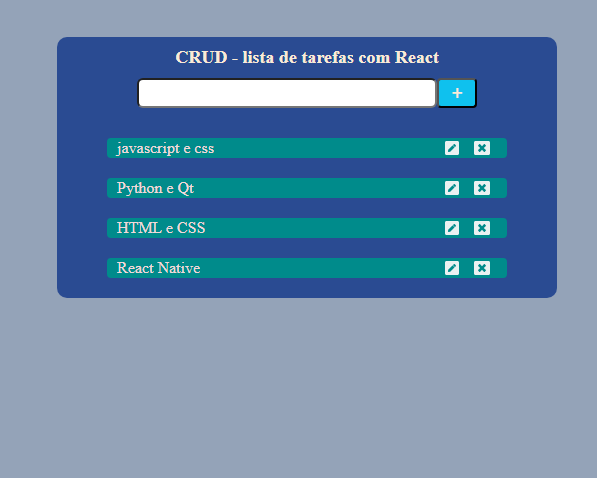 CRUD - lista de tarefas com React
+
javascript e css
Python e Qt
HTML e CSS
React Native